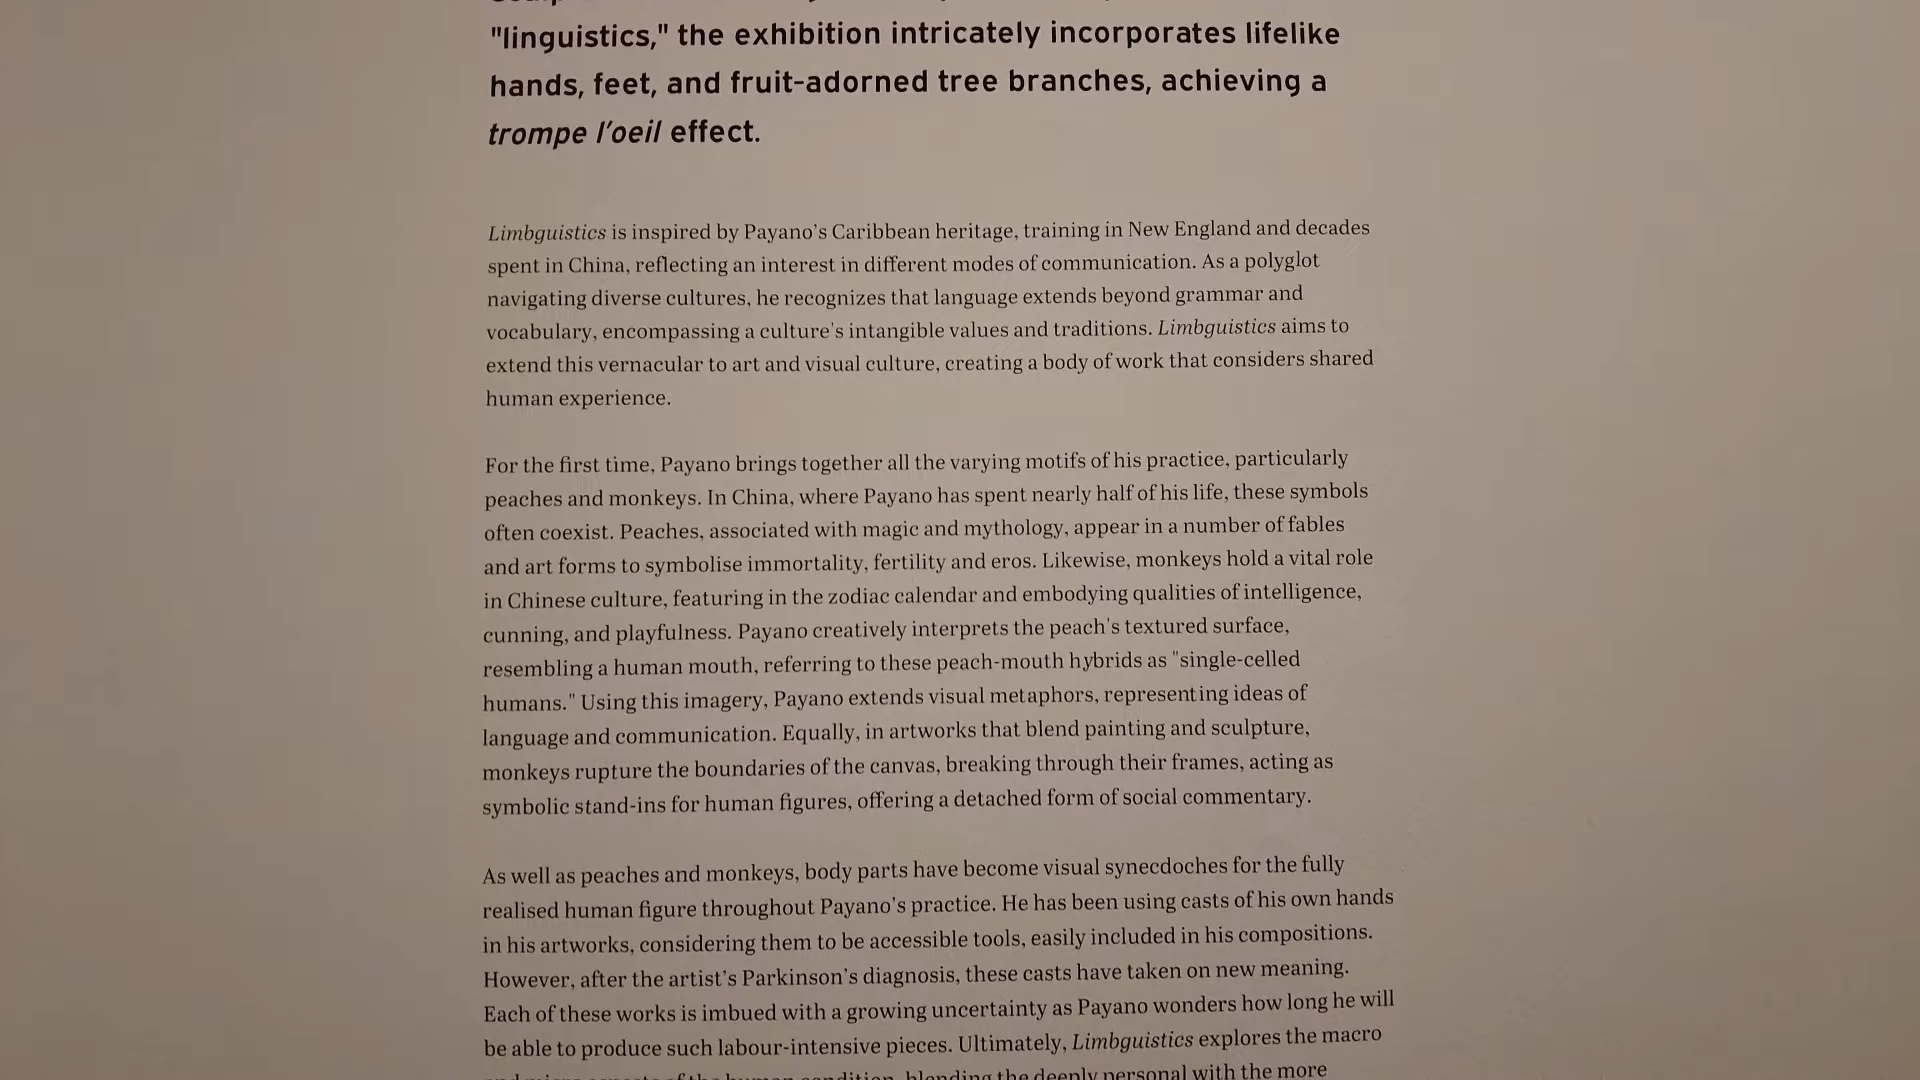 "linguistics," the exhibition intricately incorporates lifelike
hands, feet, and fruit-adorned tree branches, achieving a
trompe l'oeil effect.
Limbguistics is inspired by Payano's Caribbean heritage, training in New England and decades
spent in China, reflecting an interest in different modes of communication. As a polyglot
navigating diverse cultures, he recognizes that language extends beyond grammar and
vocabulary, encompassing a culture's intangible values and traditions. Limbguistics aims to
extend this vernacular to art and visual culture, creating a body of work that considers shared
human experience.
For the first time, Payano brings together all the varying motifs of his practice, particularly
peaches and monkeys. In China, where Payano has spent nearly half of his life, these symbols
often coexist. Peaches, associated with magic and mythology, appear in a number of fables
and art forms to symbolise immortality, fertility and eros. Likewise, monkeys hold a vital role
in Chinese culture, featuring in the zodiac calendar and embodying qualities of intelligence,
cunning, and playfulness. Payano creatively interprets the peach's textured surface,
resembling a human mouth, referring to these peach-mouth hybrids as "single-celled
humans." Using this imagery, Payano extends visual metaphors, representing ideas of
language and communication. Equally, in artworks that blend painting and sculpture,
monkeys rupture the boundaries of the canvas, breaking through their frames, acting as
symbolic stand-ins for human figures, offering a detached form of social commentary.
As well as peaches and monkeys, body parts have become visual synecdoches for the fully
realised human figure throughout Payano's practice. He has been using casts of his own hands
in his artworks, considering them to be accessible tools, easily included in his compositions.
However, after the artist's Parkinson's diagnosis, these casts have taken on new meaning.
Each of these works is imbued with a growing uncertainty as Payano wonders how long he will
be able to produce such labour-intensive pieces. Ultimately, Limbguistics explores the macro
of the human condition, blending the deeply personal with the more